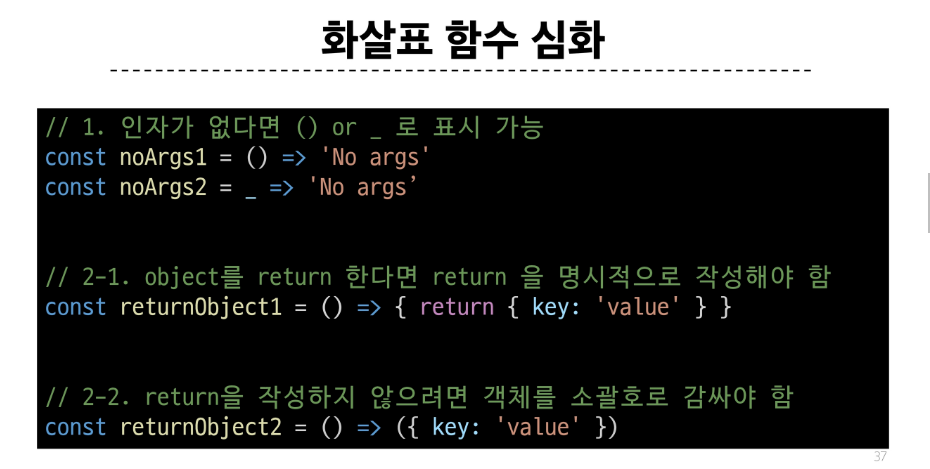 화살표 함수 심화
// 1. 인자가 없다면 () or _ 로 표시 가능
const noArgs1 = () => 'No args'
const noArgs2 = _ => 'No args’
// 2-1. object를 return 한다면 return 을 명시적으로 작성해야 함
const returnObject1 = () => { return { key: 'value' } }
// 2-2. return을 작성하지 않으려면 객체를 소괄호로 감싸야 함
const returnObject2 = () => ({ key: 'value' })
37